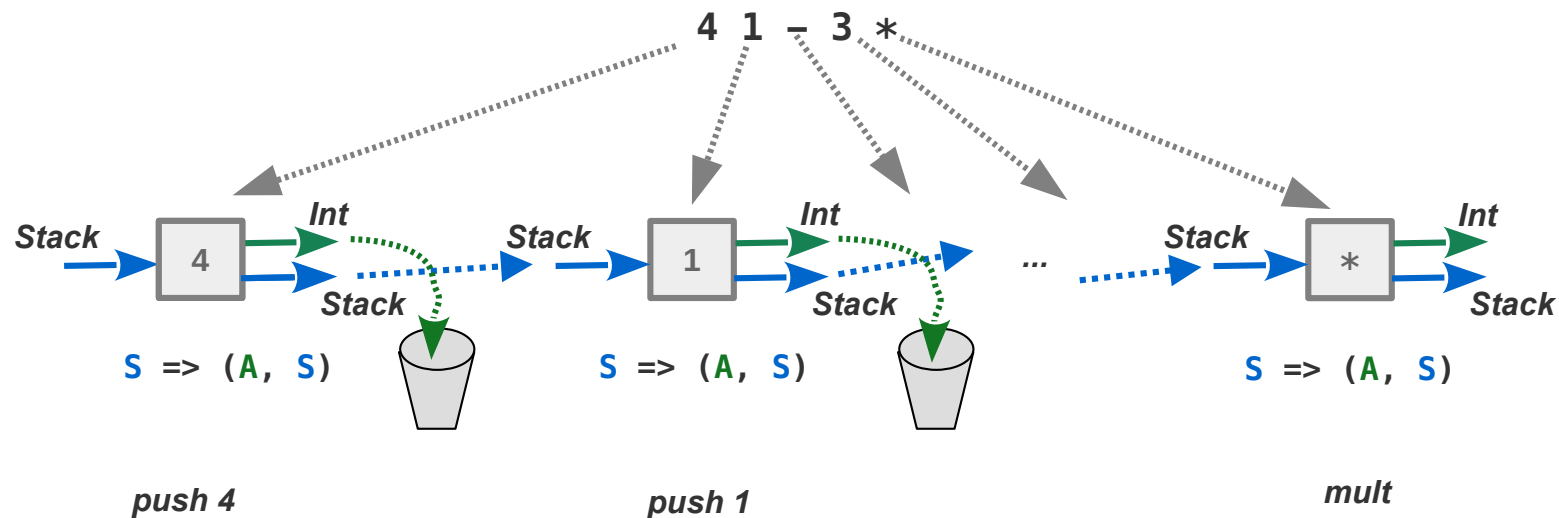 4 1 – 3 *
Stack
4
Int
Stack
S => (A, S)
push 4
Stack
1
Int
Stack
S => (A, S)
push 1
...
Stack
*
Int
Stack
S => (A, S)
mult